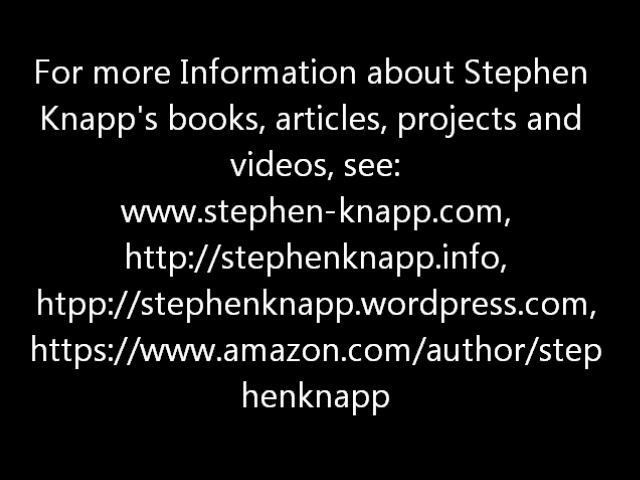 For more Information about Stephen
Knapp's books, articles, projects and
videos, see:
www.stephen-knapp.com,
http://stephenknapp.info,
htpp://stephenknapp.wordpress.com,
https://www.amazon.com/author/step
henknapp